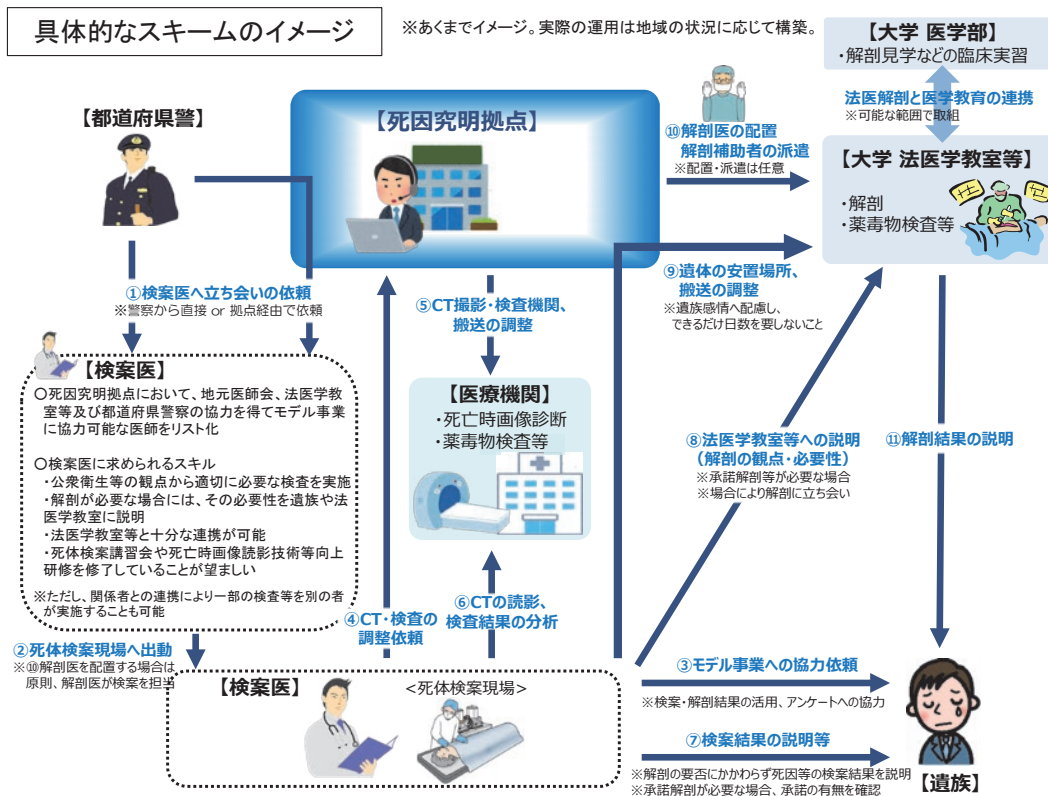 具体的なスキームのイメージ
※あくまでイメージ。実際の運用は地域の状況に応じて構築。
【大学 医学部】
・解剖見学などの臨床実習
法医解剖と医学教育の連携
※可能な範囲で取組
【都道府県警】
【死因究明拠点】
⑩解剖医の配置
解剖補助者の派遣
※配置・派遣は任意
【大学 法医学教室等】
・解剖
・薬毒物検査等
①検案医へ立ち会いの依頼
※警察から直接 or 拠点経由で依頼
⑤CT撮影・検査機関、
搬送の調整
⑨遺体の安置場所、
搬送の調整
※遺族感情へ配慮し、
できるだけ日数を要しないこと
【検案医】
○死因究明拠点において、地元医師会、法医学教
室等及び都道府県警察の協力を得てモデル事業
に協力可能な医師をリスト化
○検案医に求められるスキル
・公衆衛生等の観点から適切に必要な検査を実施
・解剖が必要な場合には、その必要性を遺族や法
医学教室に説明
・法医学教室等と十分な連携が可能
・死体検案講習会や死亡時画像読影技術等向上
研修を修了していることが望ましい
※ただし、関係者との連携により一部の検査等を別の者
が実施することも可能
【医療機関】
・死亡時画像診断
・薬毒物検査等
⑧法医学教室等への説明
（解剖の観点・必要性）
※承諾解剖等が必要な場合
※場合により解剖に立ち会い
⑪解剖結果の説明
②死体検案現場へ出動
※⑩解剖医を配置する場合は
原則、解剖医が検案を担当
④CT・検査の
調整依頼
⑥CTの読影、
検査結果の分析
【検案医】
<死体検案現場>
③モデル事業への協力依頼
※検案・解剖結果の活用、アンケートへの協力
⑦検案結果の説明等
※解剖の要否にかかわらず死因等の検案結果を説明
※承諾解剖が必要な場合、承諾の有無を確認
【遺族】